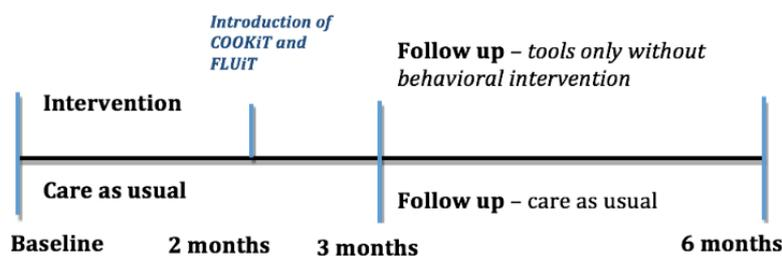 Introduction of
COOKiT and
FLUiT
Follow up – tools only without
behavioral intervention
Intervention
Care as usual
Follow up – care as usual
Baseline
2 months
3 months
6 months